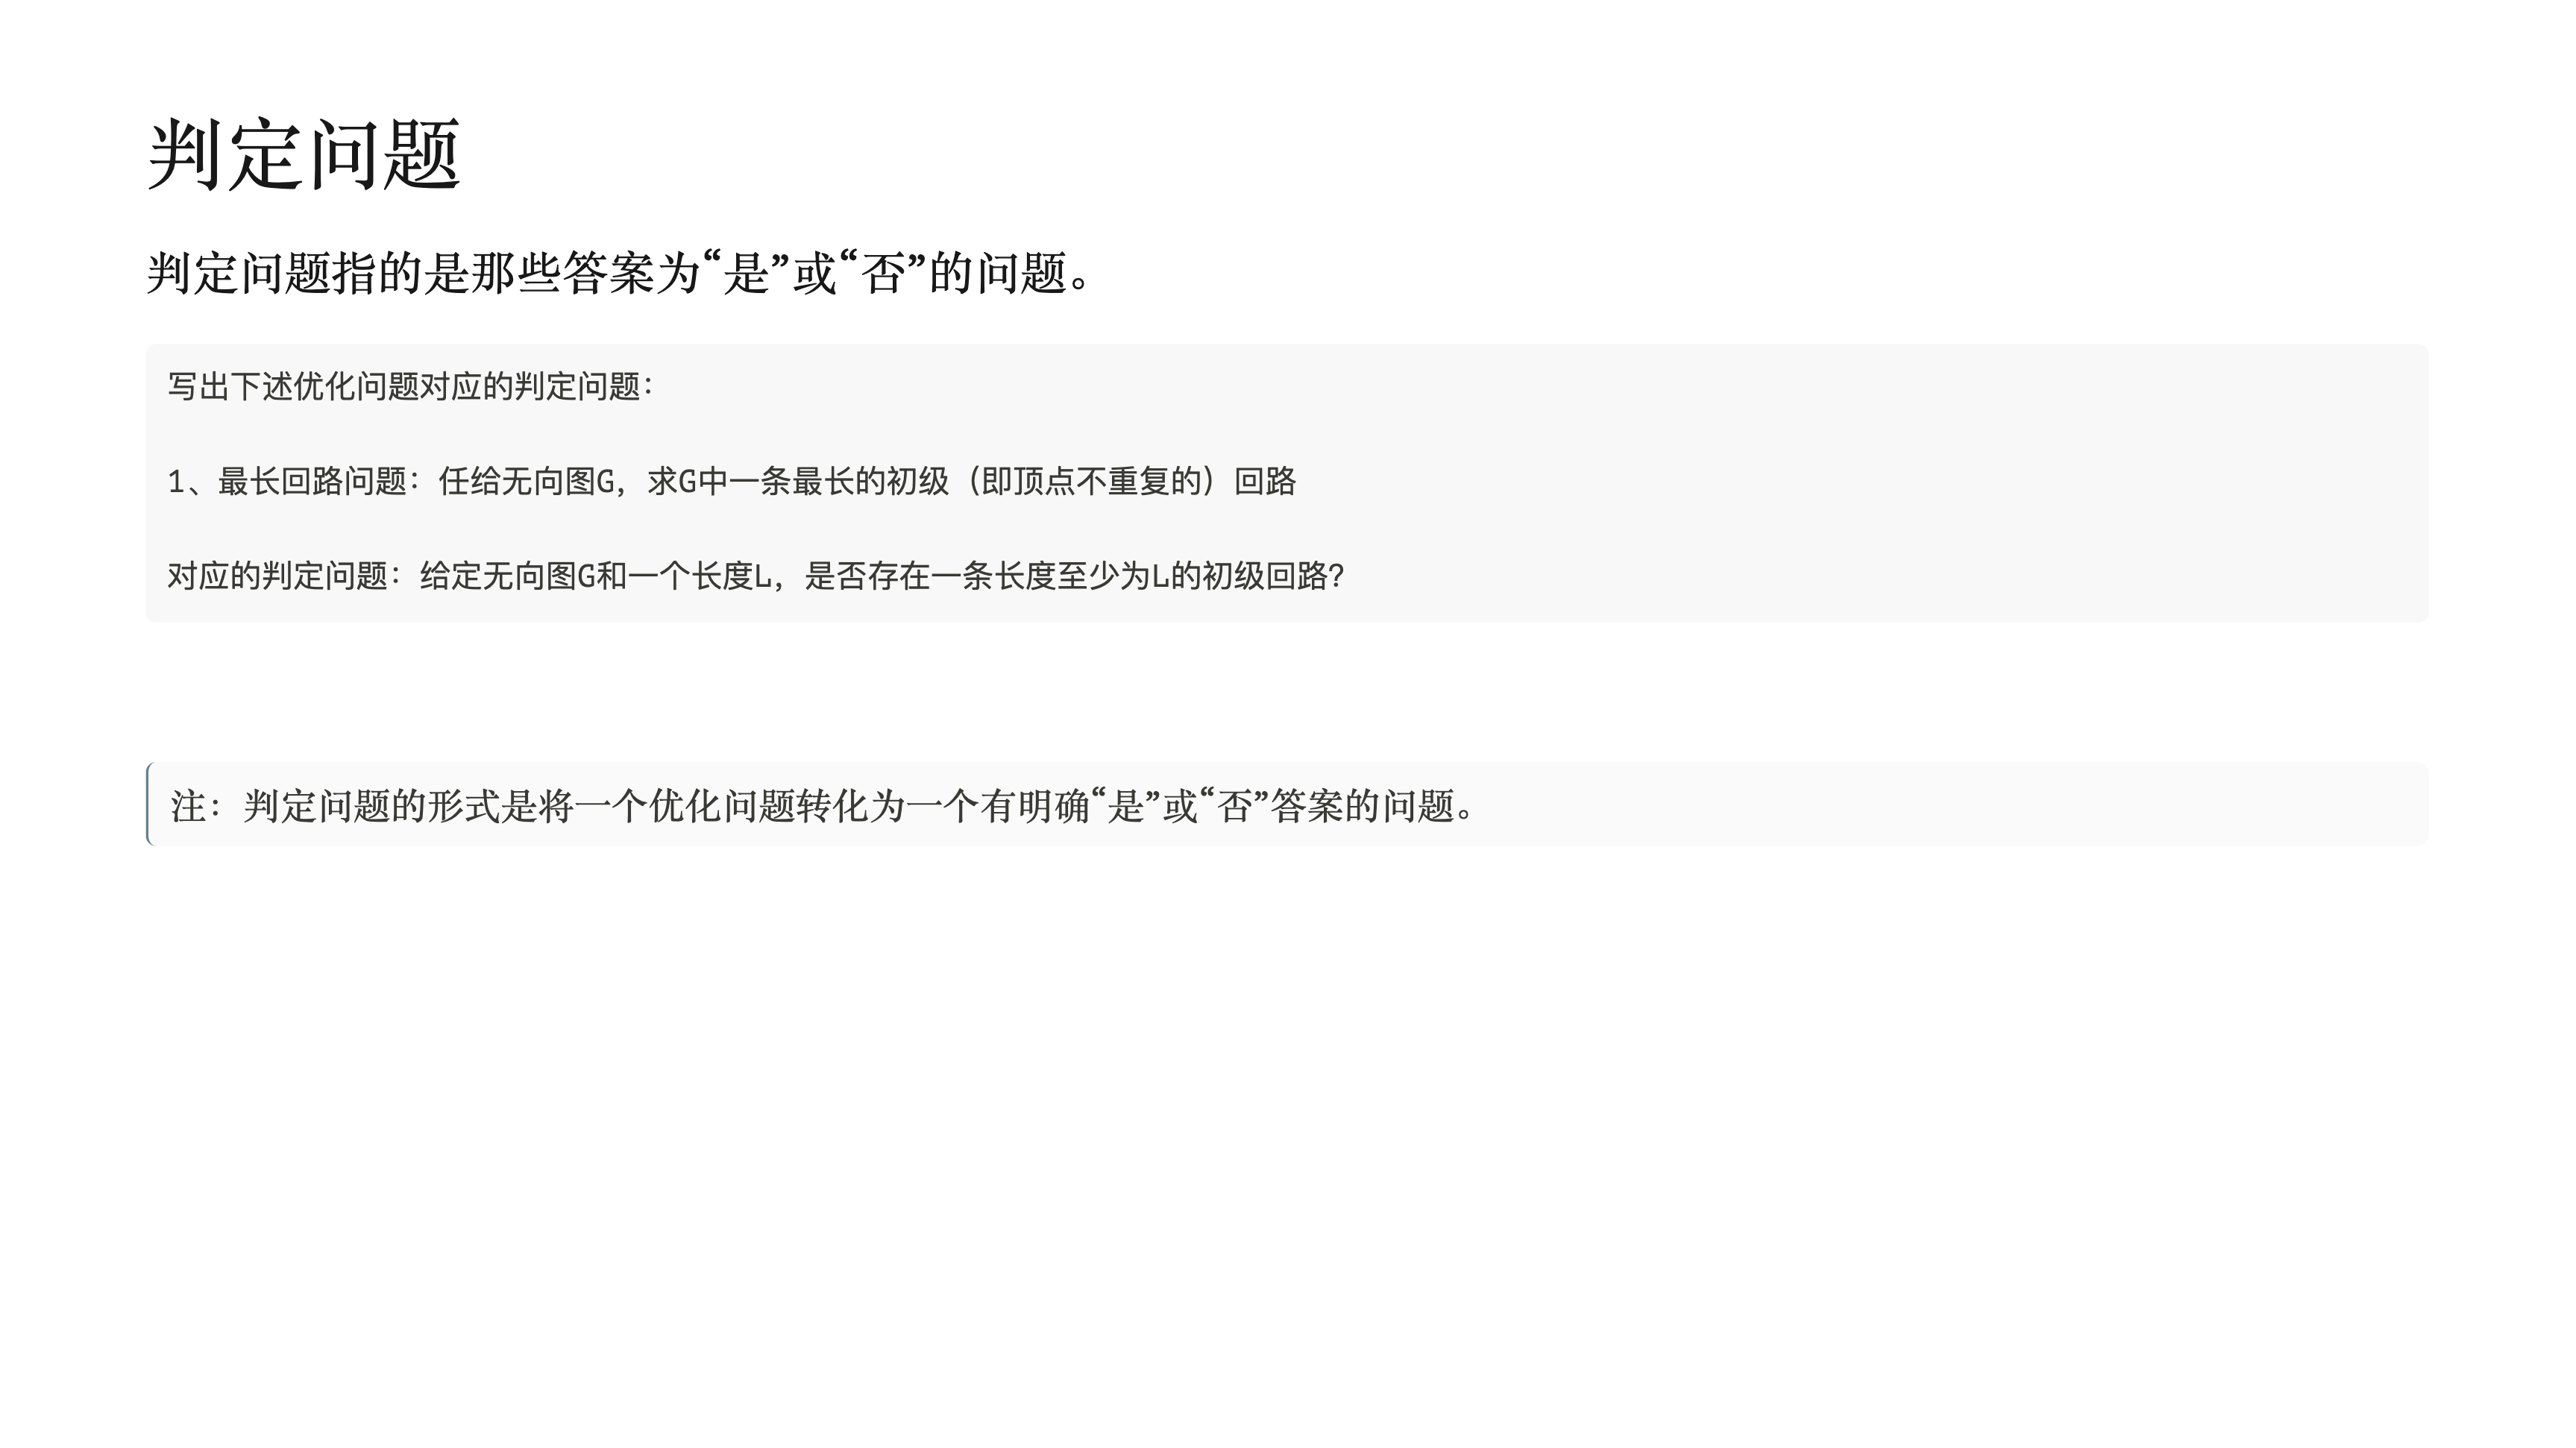 判定问题
判定问题指的是那些答案为“是”或“否”的问题。
写出下述优化问题对应的判定问题：
1、最长回路问题：任给无向图G，求G中一条最长的初级（即顶点不重复的）回路
对应的判定问题：给定无向图G和一个长度L，是否存在一条长度至少为L的初级回路？
注：判定问题的形式是将一个优化问题转化为一个有明确“是”或“否”答案的问题。